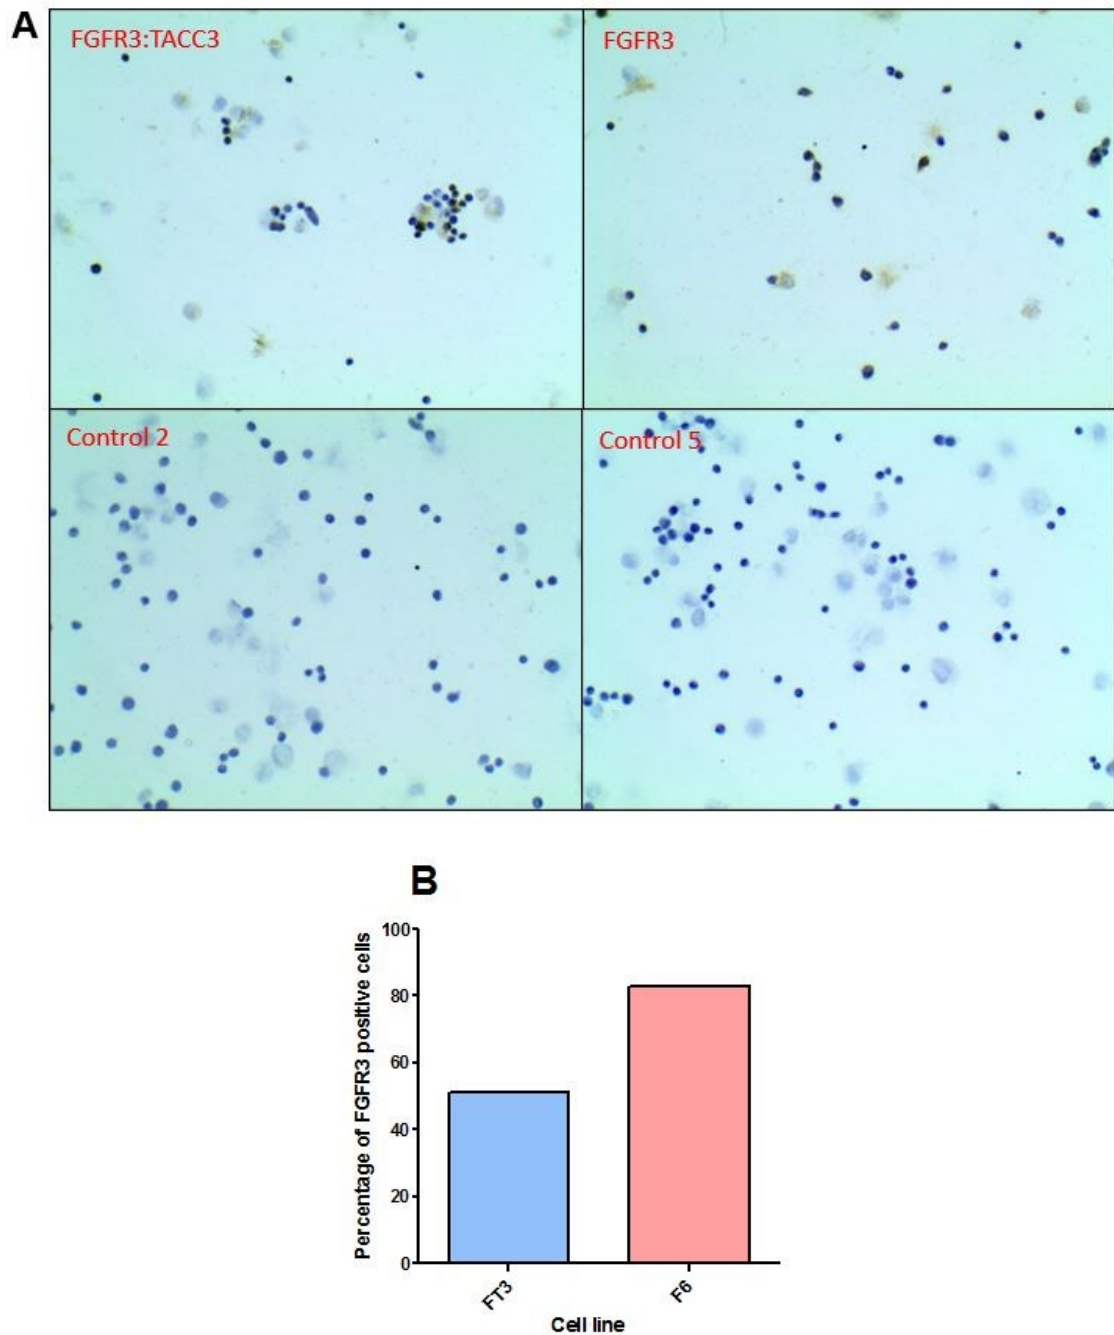 A
FGFR3:TACC3
FGFR3
Control 2
Control 5
B
Percentage of FGFR3 positive cells
100
80
60
40
20
0
FT3
F6
Cell line